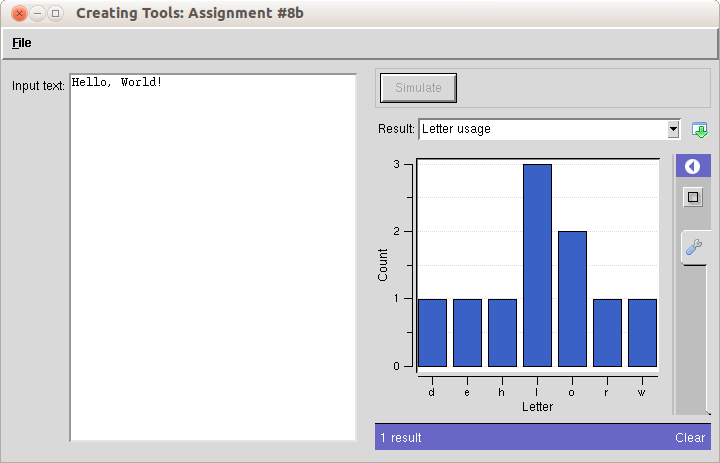 Creating Tools: Assignment #8b
File
Input text:
Hello, World!
Simulate
Result: Letter usage
3
2
1
0
Count
d e h l o r w
Letter
1 result Clear